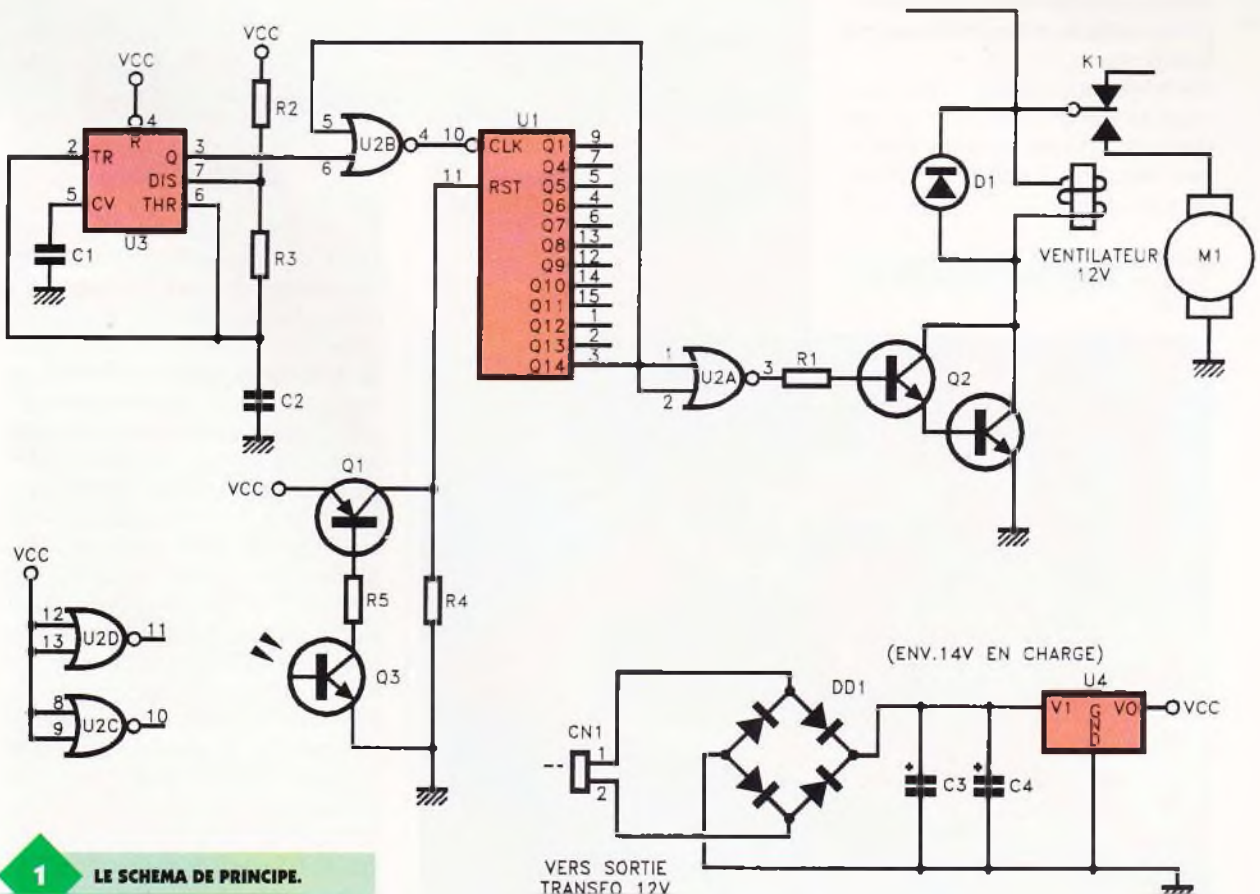 VCC
VCC
4
R
R2
2
TR
Q
3
DIS
7
5
CV
THR
6
U3
C1
R3
C2
5
6
U2B
4
10
U1
CLK
11
RST
Q1
9
Q4
7
Q5
5
Q6
4
Q7
6
Q8
13
Q9
12
Q10
14
Q11
15
Q12
1
Q13
2
Q14
3
1
2
U2A
3
R1
Q2
D1
K1
VENTILATEUR
12V
M1
VCC
Q1
R5
R4
Q3
VCC
12
13
U2D
11
8
9
U2C
10
(ENV.14V EN CHARGE)
CN1
1
2
DD1
C3
+
C4
+
U4
V1
GND
VO
VCC
VERS SORTIE
TRANSFO 12V
1 LE SCHEMA DE PRINCIPE.